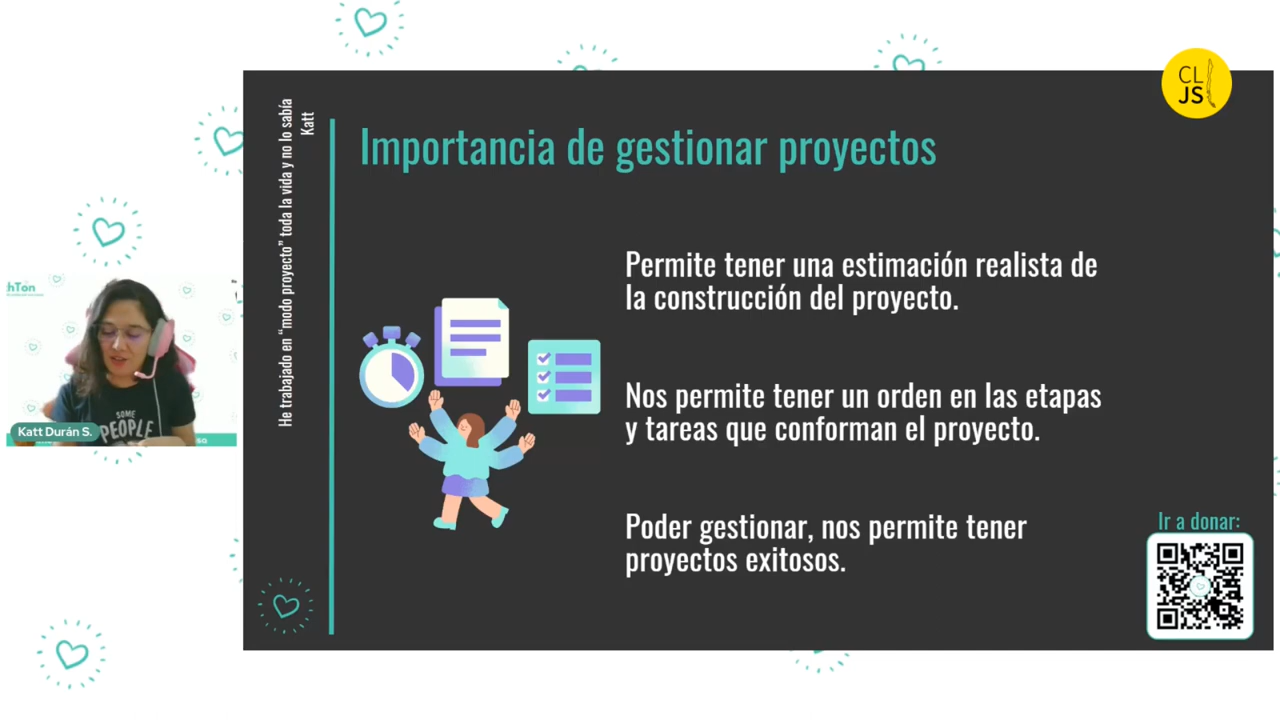 CL
JS
He trabajado en “modo proyecto” toda la vida y no lo sabía
Katt
Importancia de gestionar proyectos
Permite tener una estimación realista de
la construcción del proyecto.
Nos permite tener un orden en las etapas
y tareas que conforman el proyecto.
Poder gestionar, nos permite tener
proyectos exitosos.
hTon
SOME
PEOPLE
Katt Durán S.
Ir a donar: